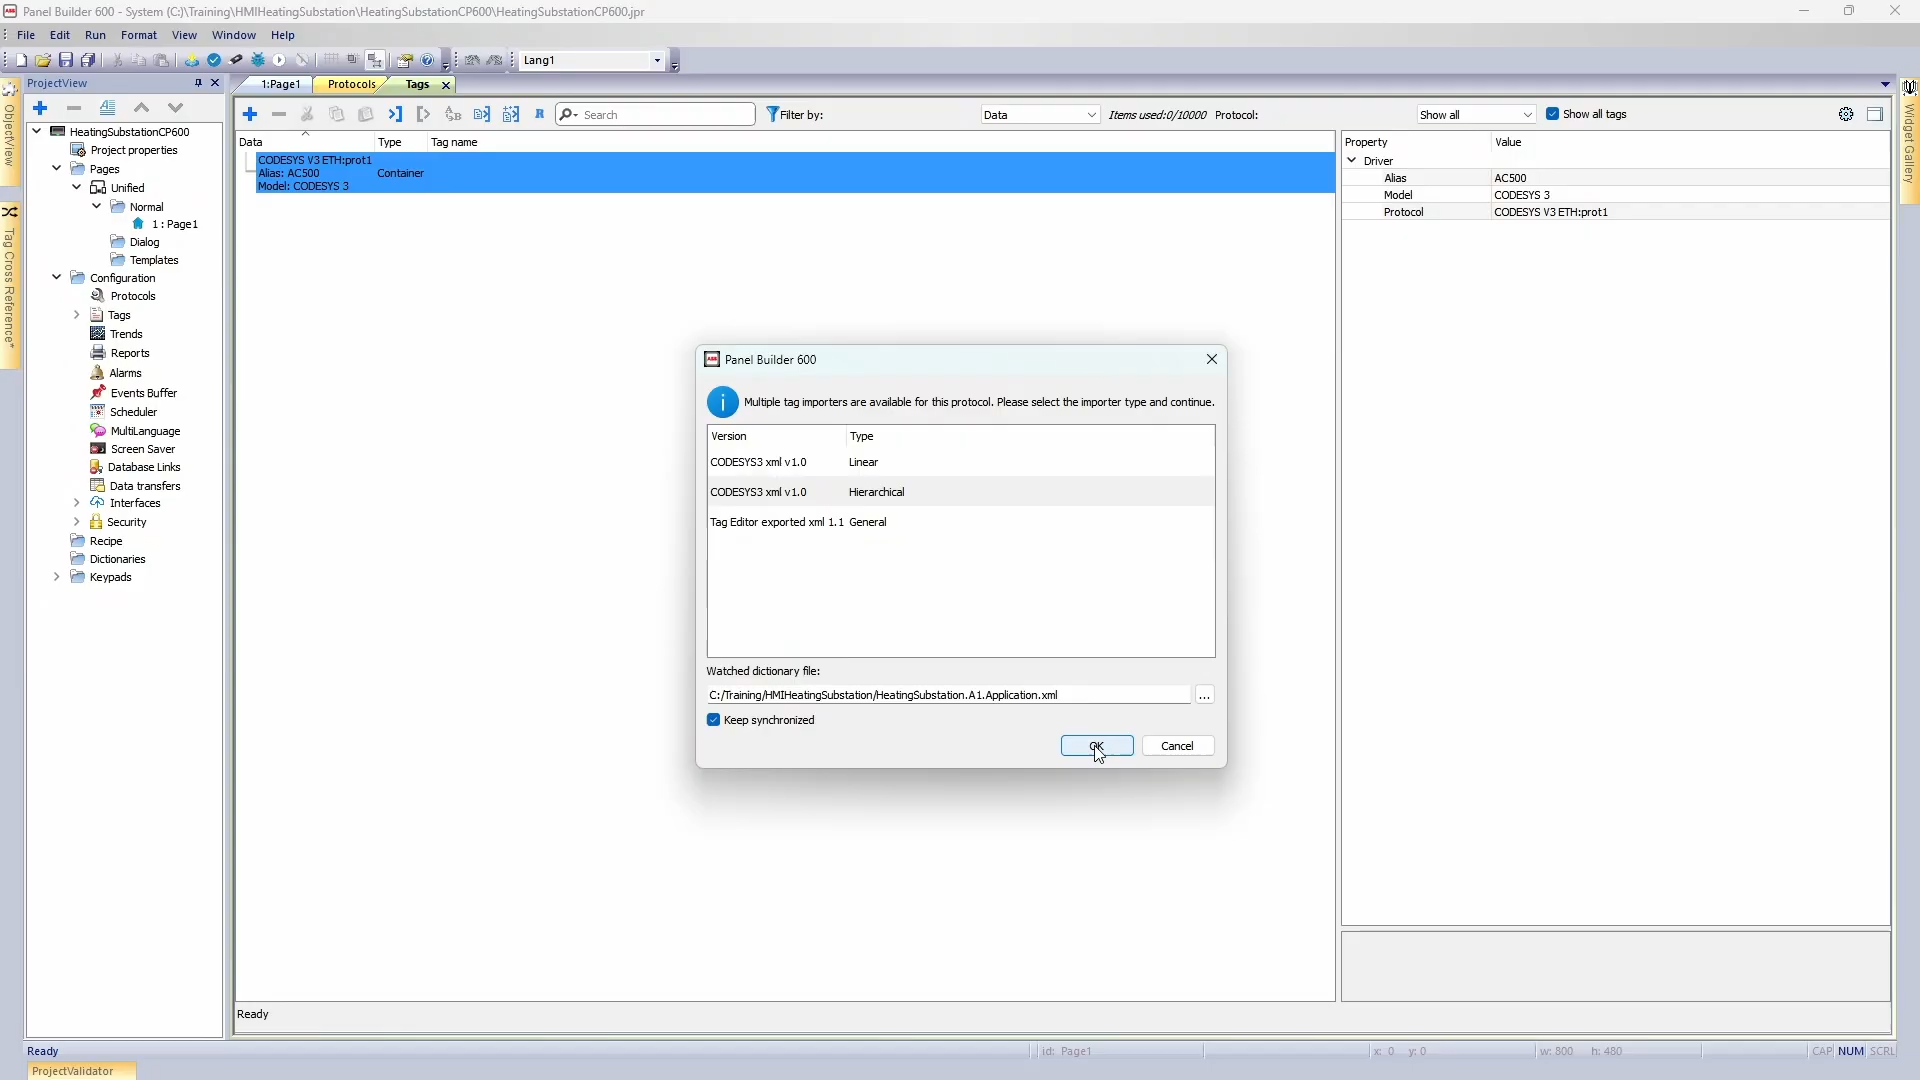 Panel Builder 600 - System (C:)\Training\HMIHeatingSubstation\HeatingSubstationCP600\HeatingSubstationCP600.jpr
File Edit Run Format View Window Help
Lang1
ProjectView
1:Page1 Protocols Tags
ObjectView
Tag Cross Reference*
Widget Gallery
HeatingSubstationCP600
Project properties
Pages
Unified
Normal
1 : Page1
Dialog
Templates
Configuration
Protocols
Tags
Trends
Reports
Alarms
Events Buffer
Scheduler
MultiLanguage
Screen Saver
Database Links
Data transfers
Interfaces
Security
Recipe
Dictionaries
Keypads
Search Filter by: Data Items used:0/10000 Protocol: Show all Show all tags
Data Type Tag name
CODESYS V3 ETH:prot1
Alias: AC500 Container
Model: CODESYS 3
Property Value
Driver
Alias AC500
Model CODESYS 3
Protocol CODESYS V3 ETH:prot1
Panel Builder 600
Multiple tag importers are available for this protocol. Please select the importer type and continue.
Version Type
CODESYS3 xml v1.0 Linear
CODESYS3 xml v1.0 Hierarchical
Tag Editor exported xml 1.1 General
Watched dictionary file:
C:/Training/HMIHeatingSubstation/HeatingSubstation.A1.Application.xml ...
Keep synchronized
OK Cancel
Ready
Ready id: Page1 x: 0 y: 0 w: 800 h: 480 CAP NUM SCRL
ProjectValidator